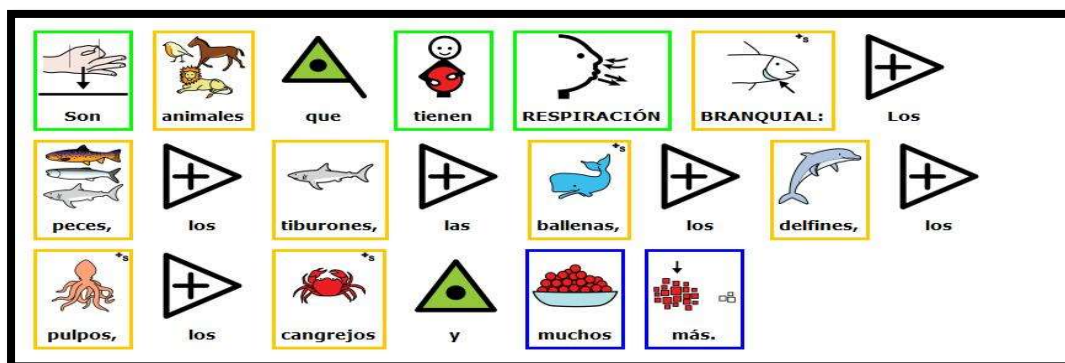 Son animales que tienen RESPIRACIÓN BRANQUIAL: Los
peces, los tiburones, las ballenas, los delfines, los
pulpos, los cangrejos y muchos más.